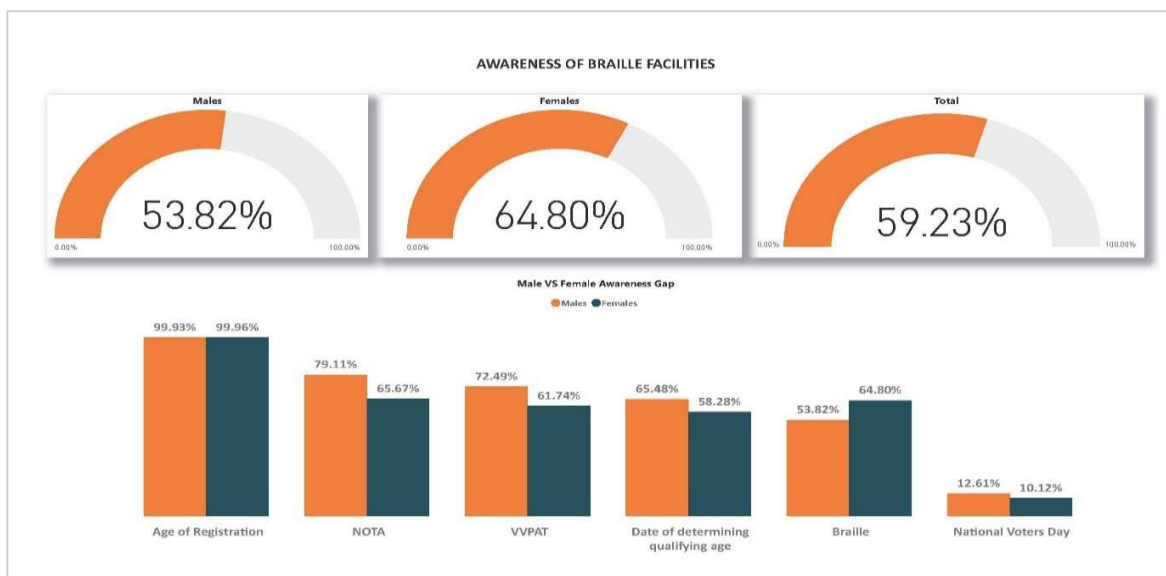 AWARENESS OF BRAILLE FACILITIES
Males
53.82%
0.00%
100.00%
Females
64.80%
0.00%
100.00%
Total
59.23%
0.00%
100.00%
Male VS Female Awareness Gap
Males Females
99.93% 99.96%
79.11%
65.67%
72.49%
61.74%
65.48%
58.28%
53.82%
64.80%
12.61%
10.12%
Age of Registration
NOTA
VVPAT
Date of determining
qualifying age
Braille
National Voters Day